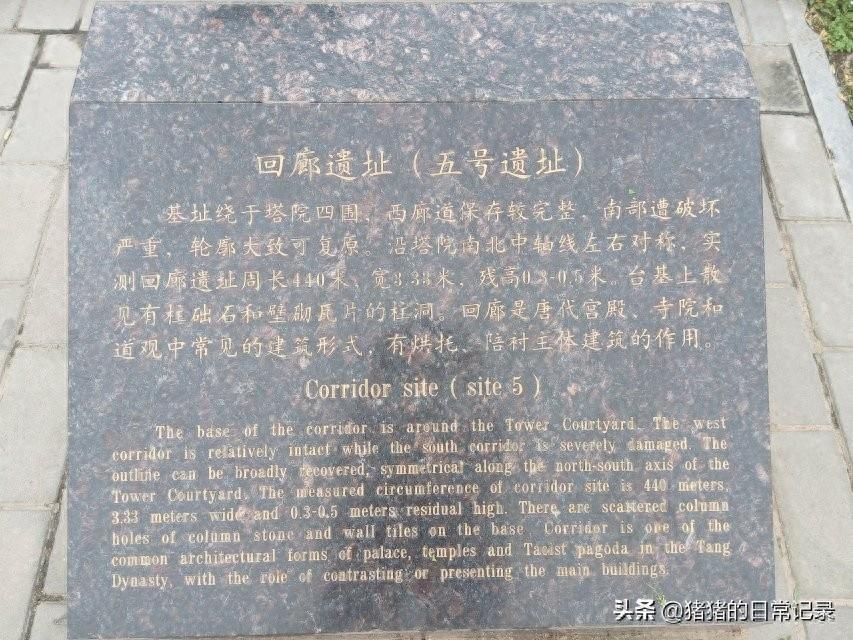 回廊遗址（五号遗址）
基址绕于塔院四围，西廊道保存较完整，南部遭破坏
严重，轮廓大致可复原。沿塔院南北中轴线左右对称，实
测回廊遗址周长440米，宽3.33米，残高0.3-0.5米。台基上散
见有柱础石和壁砌瓦片的柱洞。回廊是唐代宫殿、寺院和
道观中常见的建筑形式，有烘托、陪衬主体建筑的作用。
Corridor site ( site 5 )
The base of the corridor is around the Tower Courtyard. The west
corridor is relatively intact while the south corridor is severely damaged. The
outline can be broadly recovered, symmetrical along the north-south axis of the
Tower Courtyard. The measured circumference of corridor site is 440 meters,
3.33 meters wide and 0.3-0.5 meters residual high. There are scattered column
holes of column stone and wall tiles on the base. Corridor is one of the
common architectural forms of palace, temples and Taoist pagoda in the Tang
Dynasty, with the role of contrasting or presenting the main buildings.
头条 @猪猪的日常记录